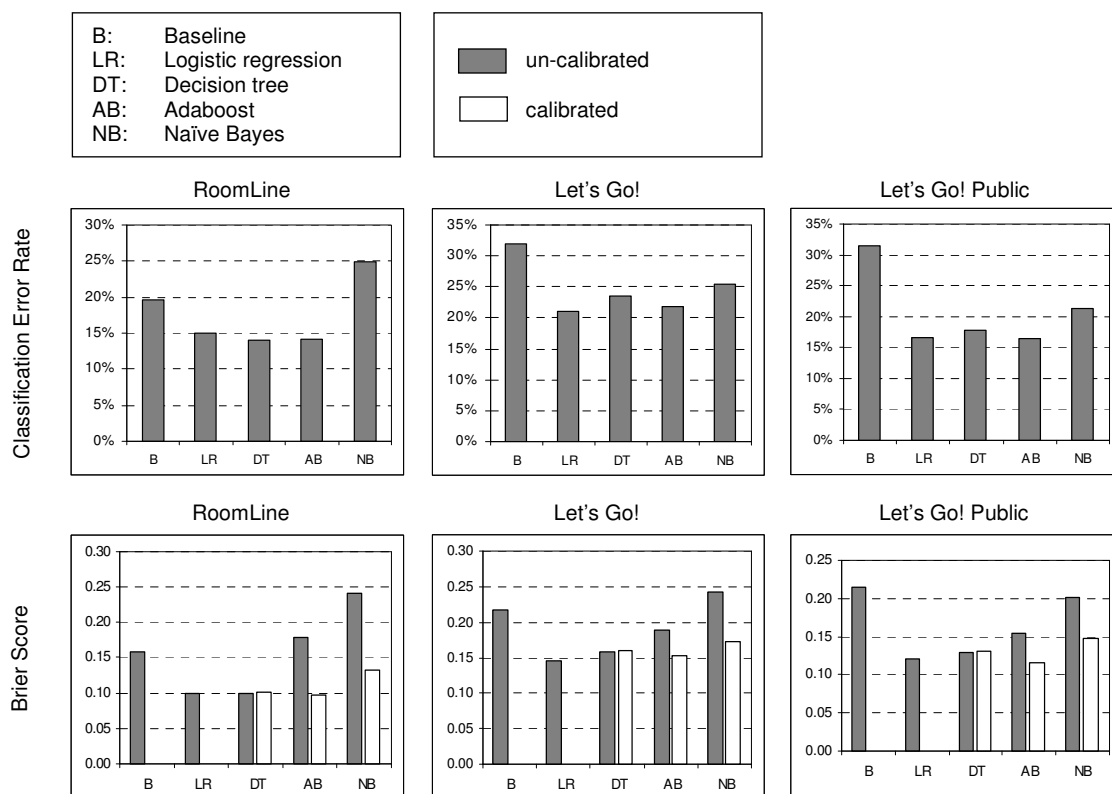 B: Baseline
LR: Logistic regression
DT: Decision tree
AB: Adaboost
NB: Naïve Bayes
un-calibrated
calibrated
Classification Error Rate
RoomLine
30%
25%
20%
15%
10%
5%
0%
B LR DT AB NB
Let's Go!
35%
30%
25%
20%
15%
10%
5%
0%
B LR DT AB NB
Let's Go! Public
35%
30%
25%
20%
15%
10%
5%
0%
B LR DT AB NB
Brier Score
RoomLine
0.30
0.25
0.20
0.15
0.10
0.05
0.00
B LR DT AB NB
Let's Go!
0.30
0.25
0.20
0.15
0.10
0.05
0.00
B LR DT AB NB
Let's Go! Public
0.25
0.20
0.15
0.10
0.05
0.00
B LR DT AB NB